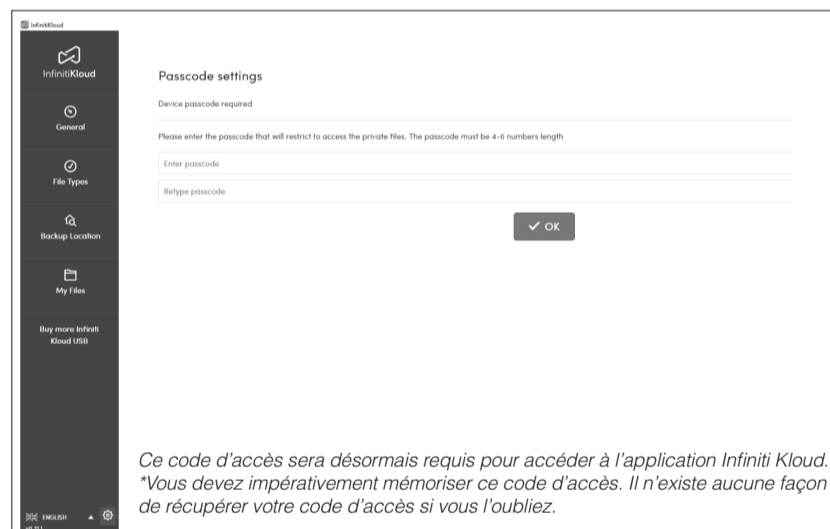 InfinitiKloud
InfinitiKloud
General
File Types
Backup Location
My Files
Buy more Infiniti
Kloud USB
ENGLISH
Passcode settings
Device passcode required
Please enter the passcode that will restrict to access the private files. The passcode must be 4-6 numbers length
Enter passcode
Retype passcode
OK
Ce code d'accès sera désormais requis pour accéder à l'application Infiniti Kloud.
*Vous devez impérativement mémoriser ce code d'accès. Il n'existe aucune façon
de récupérer votre code d'accès si vous l'oubliez.